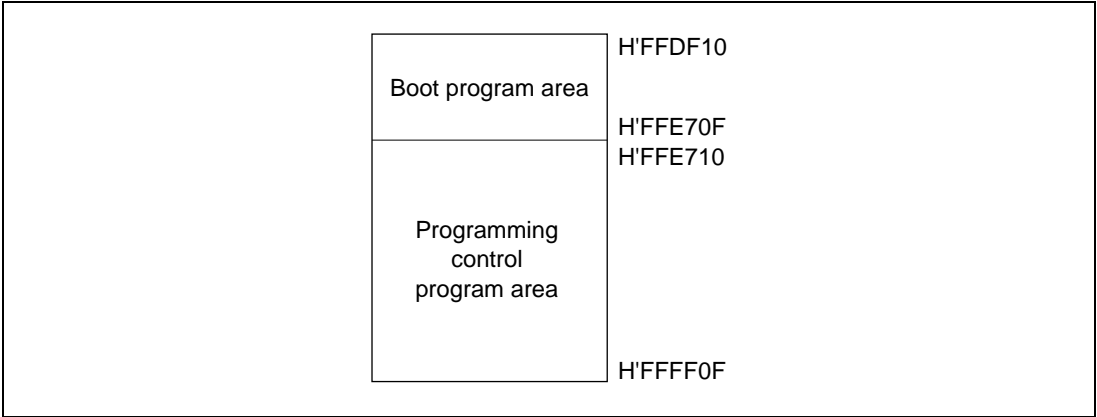 H'FFDF10
Boot program area
H'FFE70F
H'FFE710
Programming
control
program area
H'FFFF0F